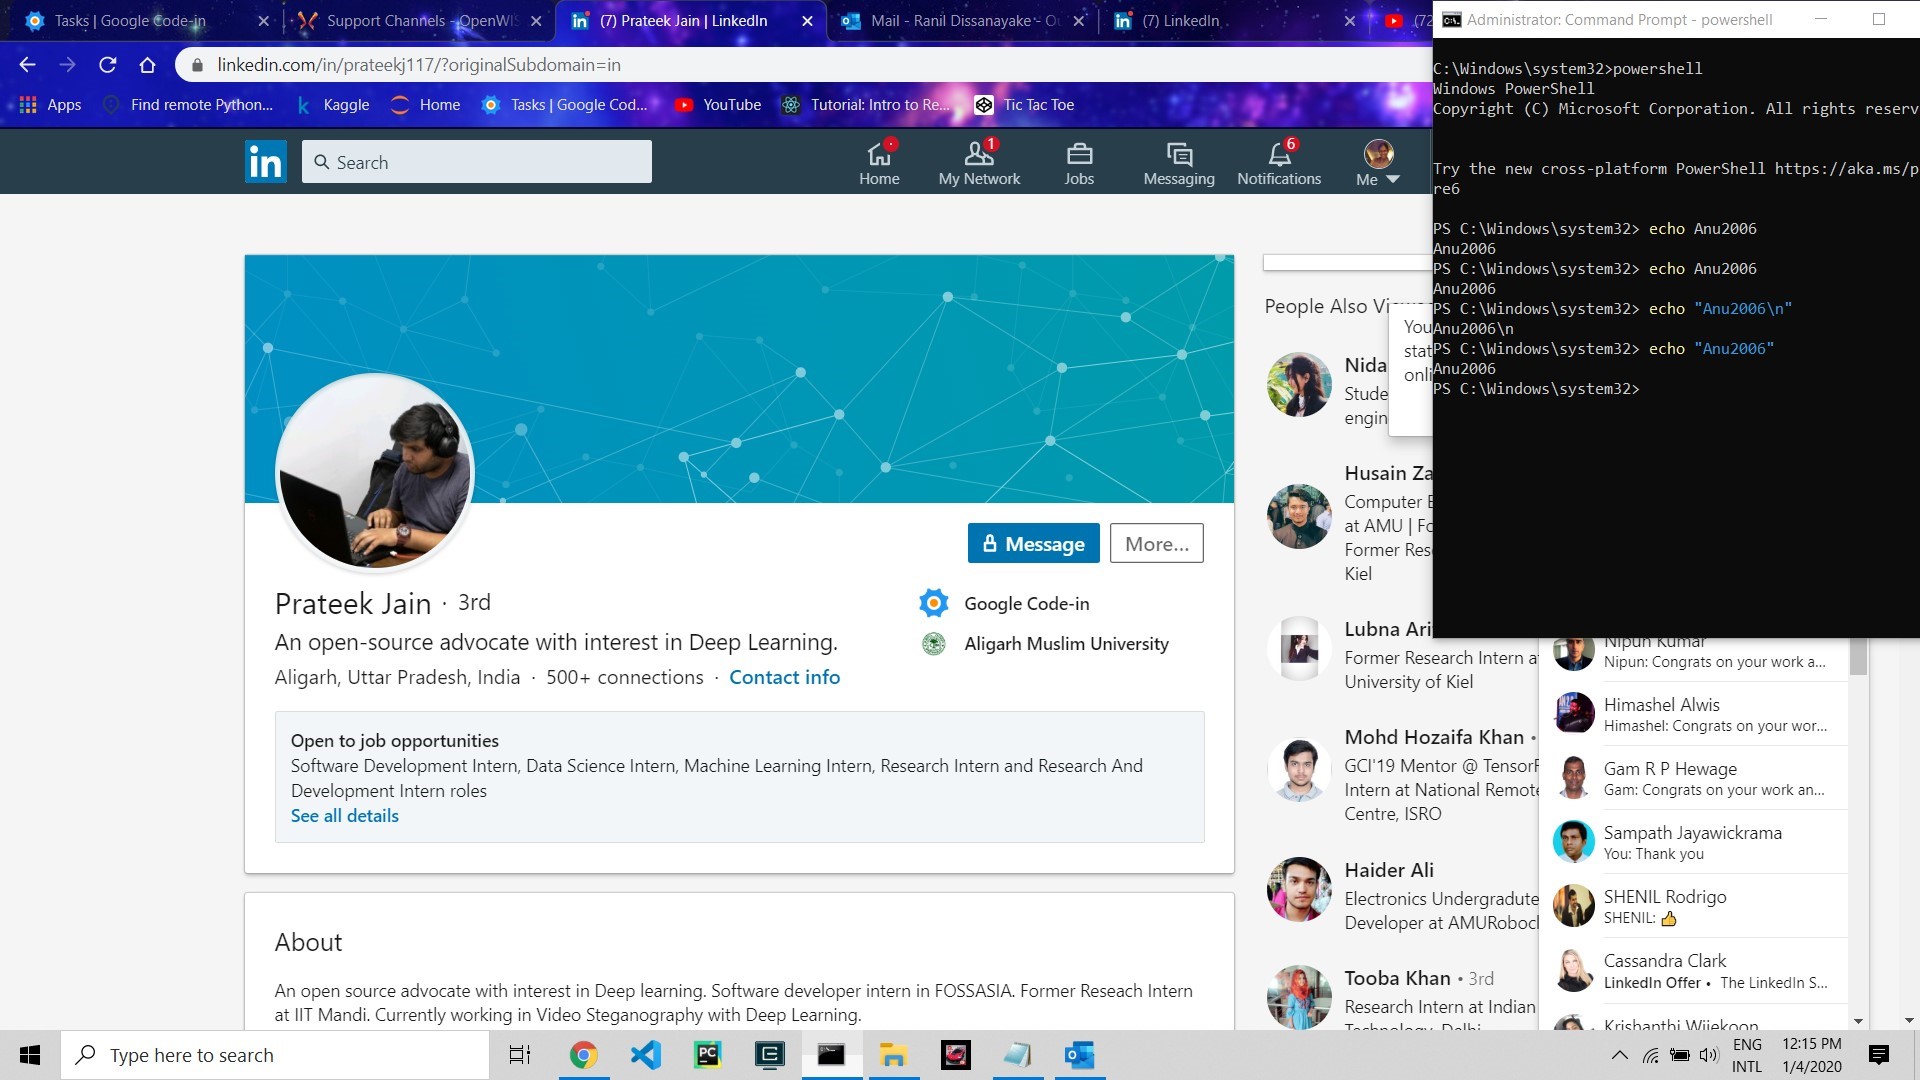 Tasks | Google Code-in
Support Channels - OpenWIS
(7) Prateek Jain | LinkedIn
Mail - Ranil Dissanayake - Ou
(7) LinkedIn
(72
Administrator: Command Prompt - powershell
linkedin.com/in/prateekj117/?originalSubdomain=in
Apps
Find remote Python...
Kaggle
Home
Tasks | Google Cod...
YouTube
Tutorial: Intro to Re...
Tic Tac Toe
in
Search
Home
1
My Network
Jobs
Messaging
6
Notifications
Me
C:\Windows\system32>powershell
Windows PowerShell
Copyright (C) Microsoft Corporation. All rights reserv
Try the new cross-platform PowerShell https://aka.ms/p
re6
PS C:\Windows\system32> echo Anu2006
Anu2006
PS C:\Windows\system32> echo Anu2006
Anu2006
PS C:\Windows\system32> echo "Anu2006\n"
Anu2006\n
PS C:\Windows\system32> echo "Anu2006"
Anu2006
PS C:\Windows\system32>
Message
More...
Prateek Jain · 3rd
An open-source advocate with interest in Deep Learning.
Aligarh, Uttar Pradesh, India · 500+ connections · Contact info
Google Code-in
Aligarh Muslim University
Open to job opportunities
Software Development Intern, Data Science Intern, Machine Learning Intern, Research Intern and Research And
Development Intern roles
See all details
About
An open source advocate with interest in Deep learning. Software developer intern in FOSSASIA. Former Reseach Intern
at IIT Mandi. Currently working in Video Steganography with Deep Learning.
People Also Viewe
You
stat
onli
Nida
Stude
engin
Husain Za
Computer E
at AMU | Fo
Former Res
Kiel
Lubna Ari
Former Research Intern at
University of Kiel
Mohd Hozaifa Khan •
GCI'19 Mentor @ TensorF
Intern at National Remote
Centre, ISRO
Haider Ali
Electronics Undergradute
Developer at AMURoboc
Tooba Khan • 3rd
Research Intern at Indian
Technology, Delhi
Nipun Kumar
Nipun: Congrats on your work a...
Himashel Alwis
Himashel: Congrats on your wor...
Gam R P Hewage
Gam: Congrats on your work an...
Sampath Jayawickrama
You: Thank you
SHENIL Rodrigo
SHENIL: 👍
Cassandra Clark
LinkedIn Offer • The LinkedIn S...
Krishanthi Wijekoon
Type here to search
PC
ENG
INTL
12:15 PM
1/4/2020